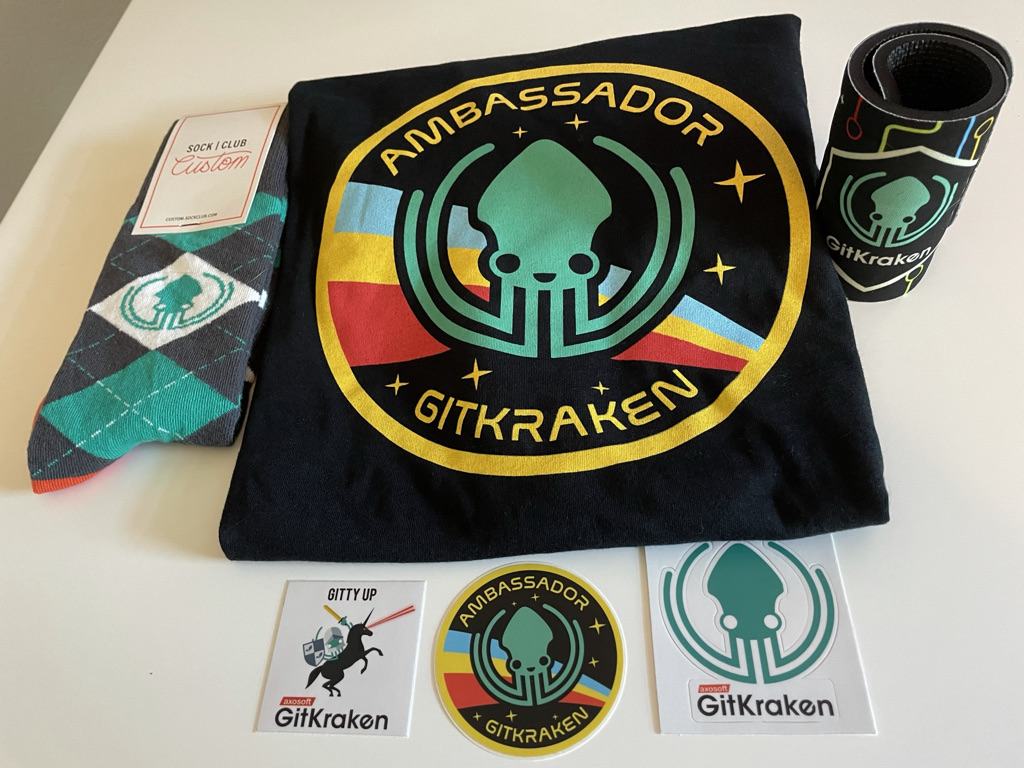 SOCK | CLUB
Custom
CUSTOM.SOCKCLUB.COM
AMBASSADOR
GITKRAKEN
GitKraken
GITTY UP
axosoft
GitKraken
AMBASSADOR
GITKRAKEN
axosoft
GitKraken